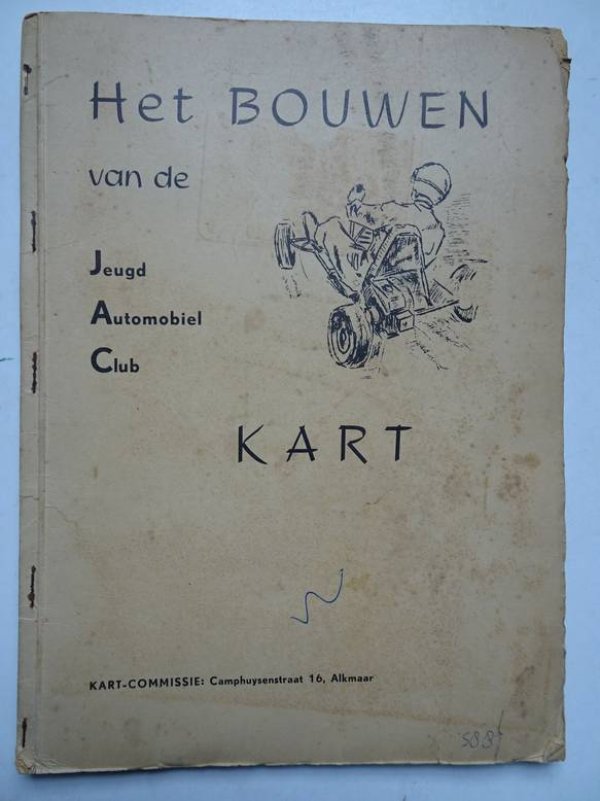 Het BOUWEN
van de
Jeugd
Automobiel
Club
KART
KART-COMMISSIE: Camphuysenstraat 16, Alkmaar